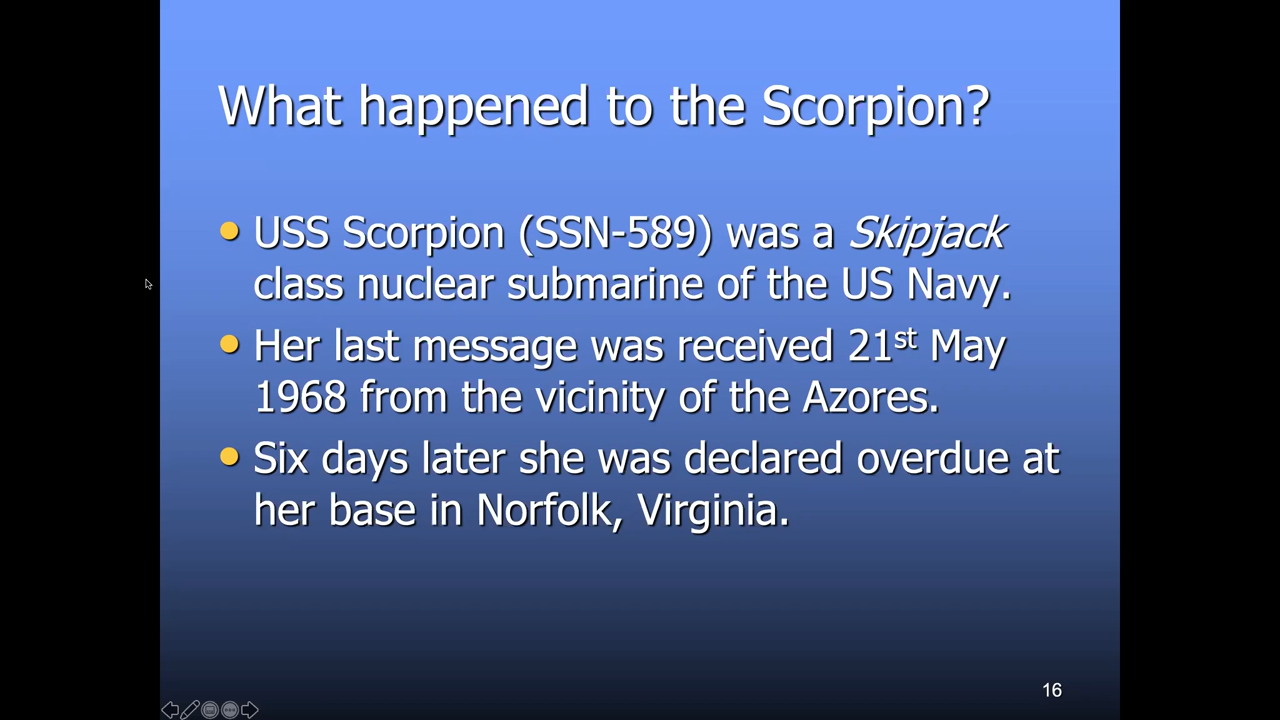 What happened to the Scorpion?
USS Scorpion (SSN-589) was a Skipjack
class nuclear submarine of the US Navy.
Her last message was received 21st May
1968 from the vicinity of the Azores.
Six days later she was declared overdue at
her base in Norfolk, Virginia.
16